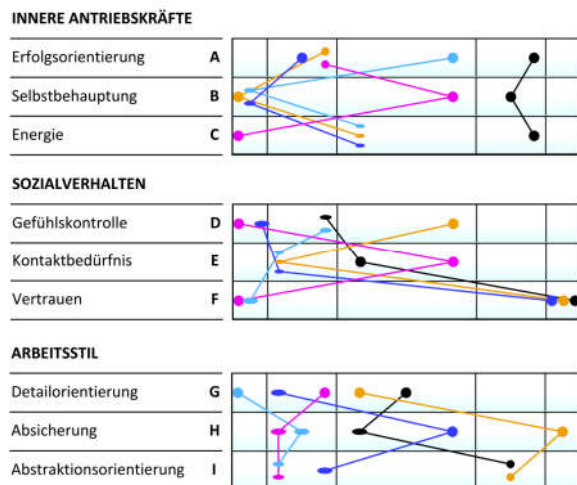 INNERE ANTRIEBSKRÄFTE
Erfolgsorientierung A
Selbstbehauptung B
Energie C
SOZIALVERHALTEN
Gefühlskontrolle D
Kontaktbedürfnis E
Vertrauen F
ARBEITSSTIL
Detailorientierung G
Absicherung H
Abstraktionsorientierung I